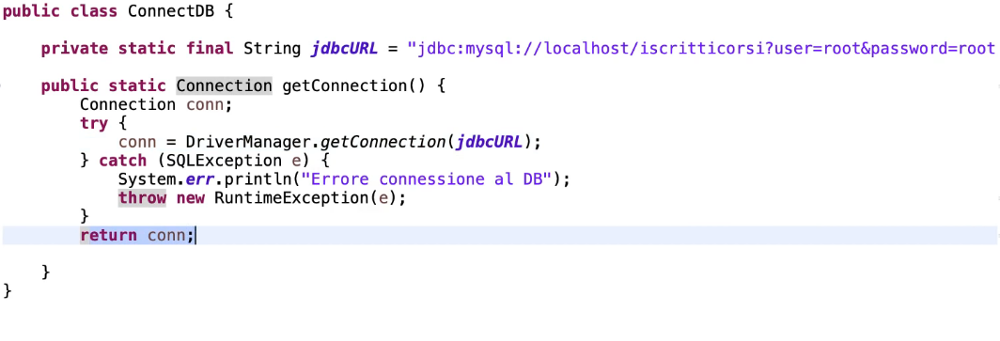 public class ConnectDB {
private static final String jdbcURL = "jdbc:mysql://localhost/iscritticorsi?user=root&password=root
public static Connection getConnection() {
Connection conn;
try {
conn = DriverManager.getConnection(jdbcURL);
} catch (SQLException e) {
System.err.println("Errore connessione al DB");
throw new RuntimeException(e);
}
return conn;
}
}